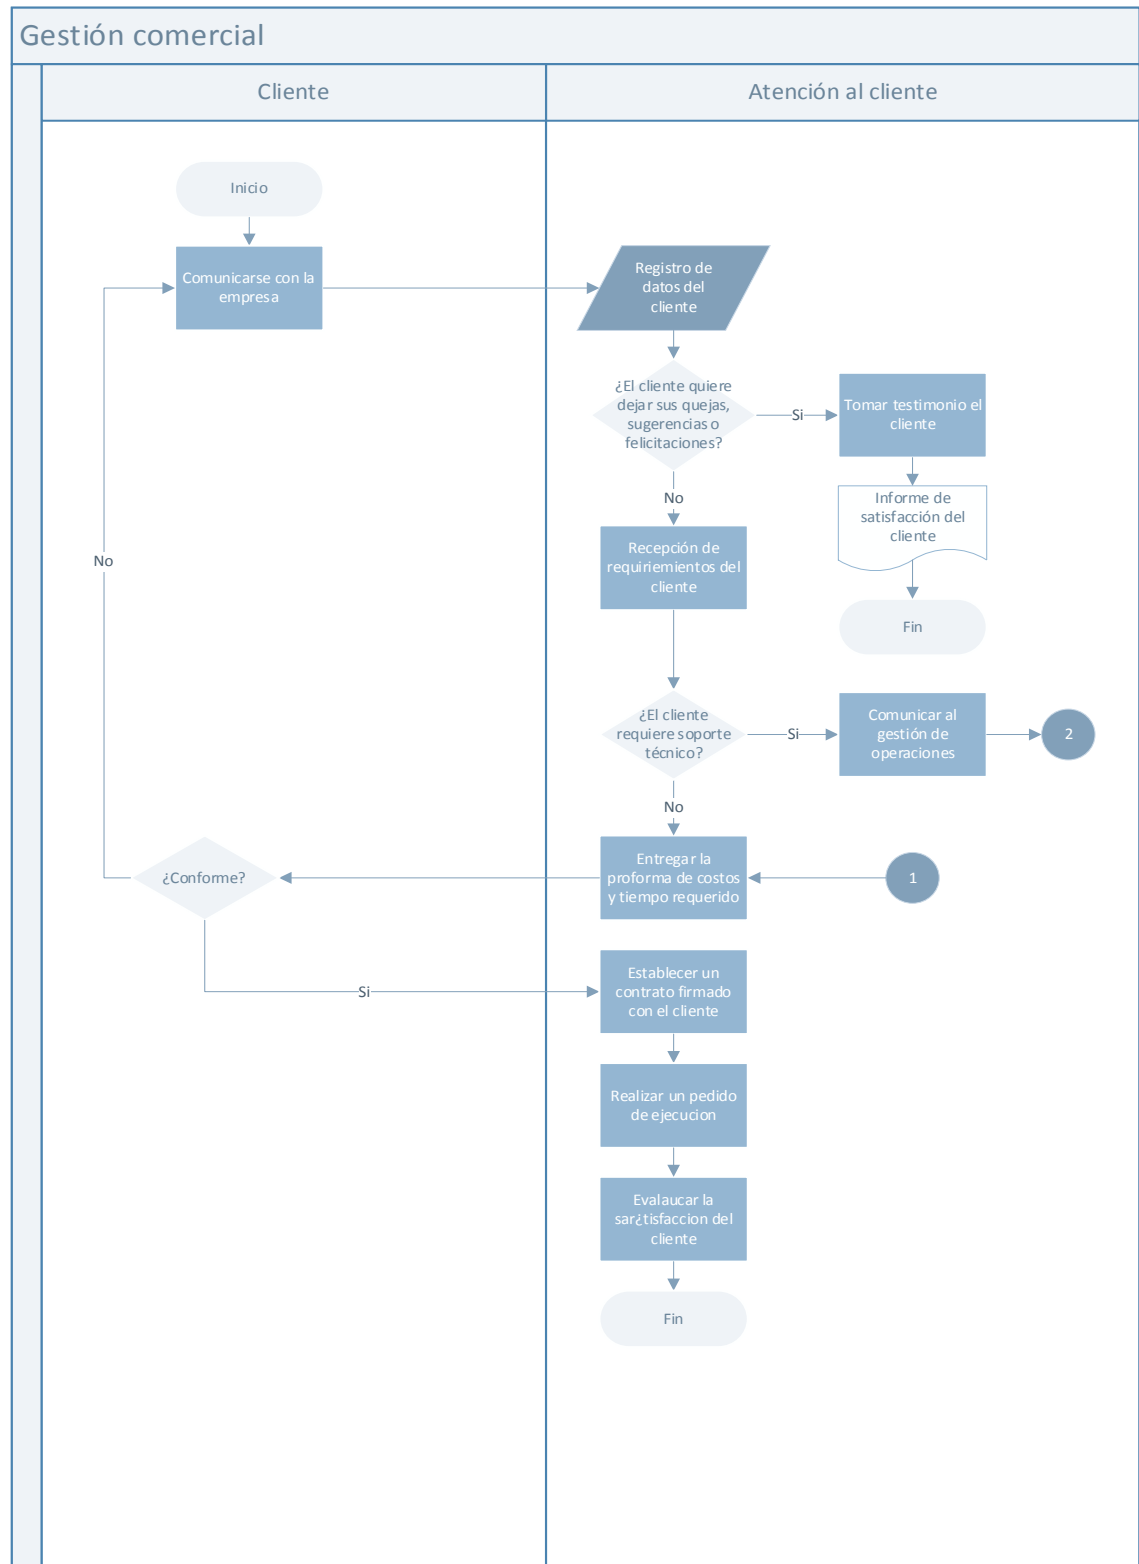 Gestión comercial
Cliente
Atención al cliente
Inicio
Comunicarse con la
empresa
Registro de
datos del
cliente
¿El cliente quiere
dejar sus quejas,
sugerencias o
felicitaciones?
Si
Tomar testimonio el
cliente
Informe de
satisfacción del
cliente
Fin
No
Recepción de
requiriemientos del
cliente
¿El cliente
requiere soporte
técnico?
Si
Comunicar al
gestión de
operaciones
2
No
Entregar la
proforma de costos
y tiempo requerido
1
¿Conforme?
No
Si
Establecer un
contrato firmado
con el cliente
Realizar un pedido
de ejecucion
Evalaucar la
sar¿tisfaccion del
cliente
Fin